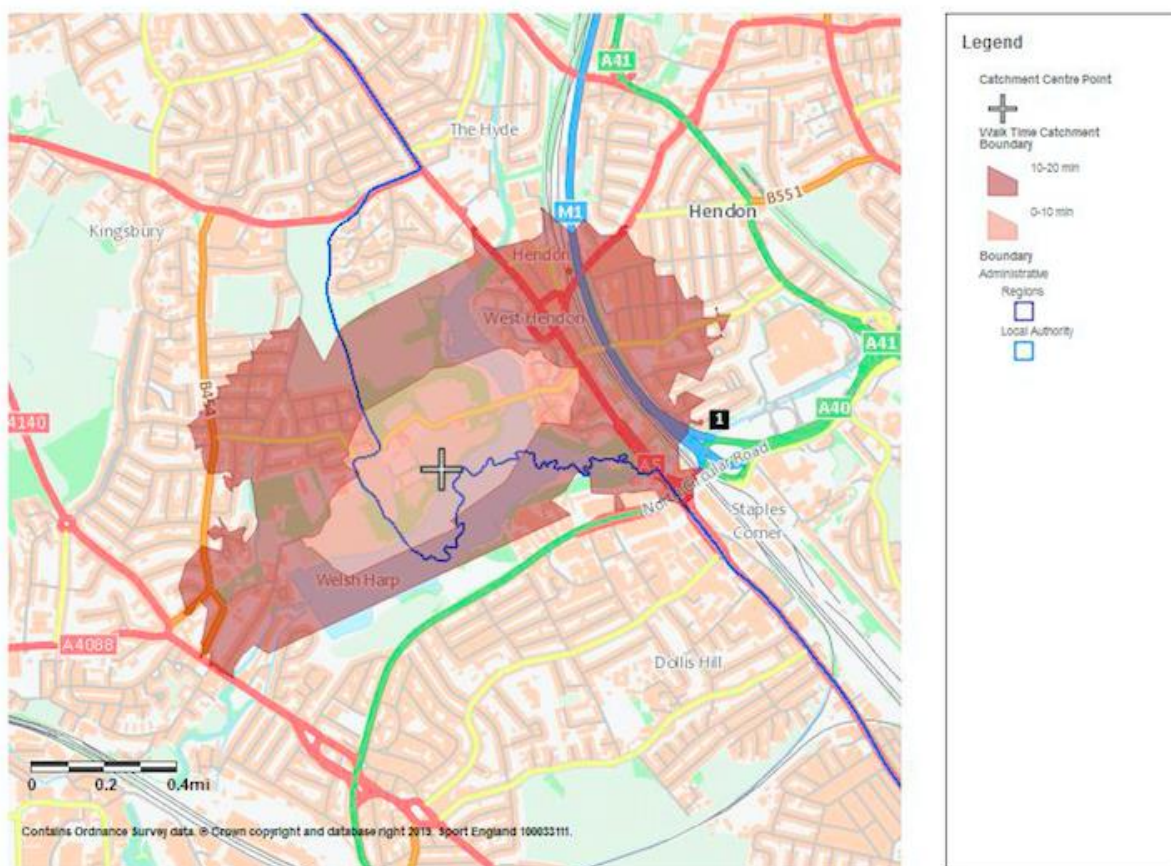 A41
The Hyde
B551
M1
Hendon
Kingsbury
Hendon
West Hendon
B454
A41
4140
A40
1
A5
North Circular Road
Staples
Corner
Welsh Harp
A4088
Dollis Hill
0 0.2 0.4mi
Contains Ordnance Survey data. © Crown copyright and database right 2013. Sport England 100033111.
Legend
Catchment Centre Point
Walk Time Catchment
Boundary
10-20 min
0-10 min
Boundary
Administrative
Regions
Local Authority